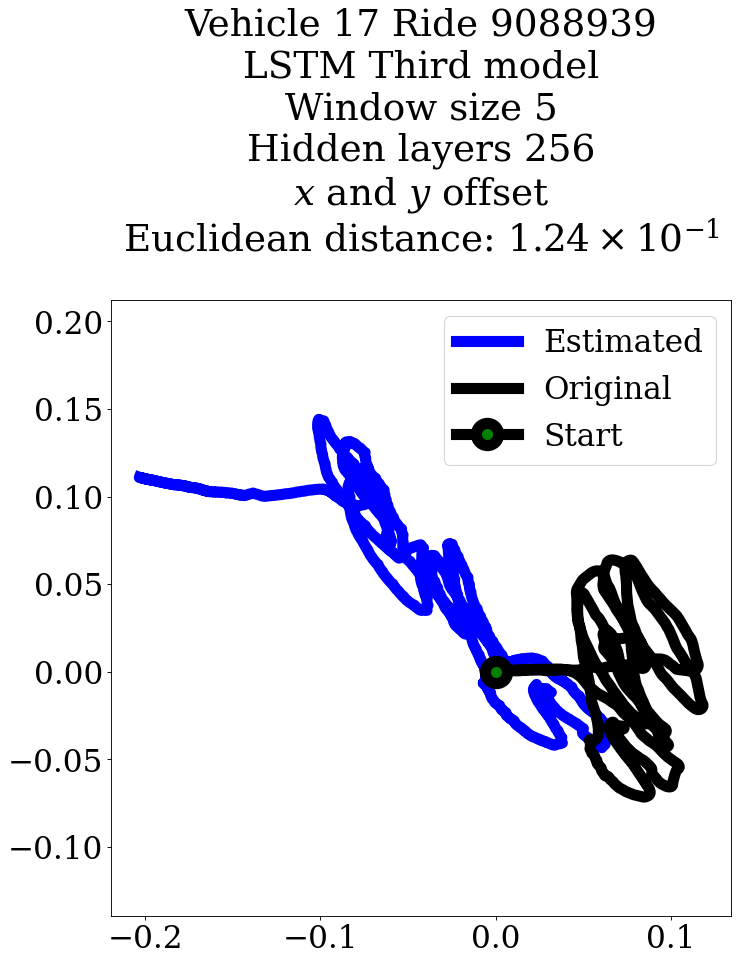 Vehicle 17 Ride 9088939
LSTM Third model
Window size 5
Hidden layers 256
x and y offset
Euclidean distance: 1.24 × 10⁻¹
Estimated
Original
Start
0.20
0.15
0.10
0.05
0.00
−0.05
−0.10
−0.2 −0.1 0.0 0.1